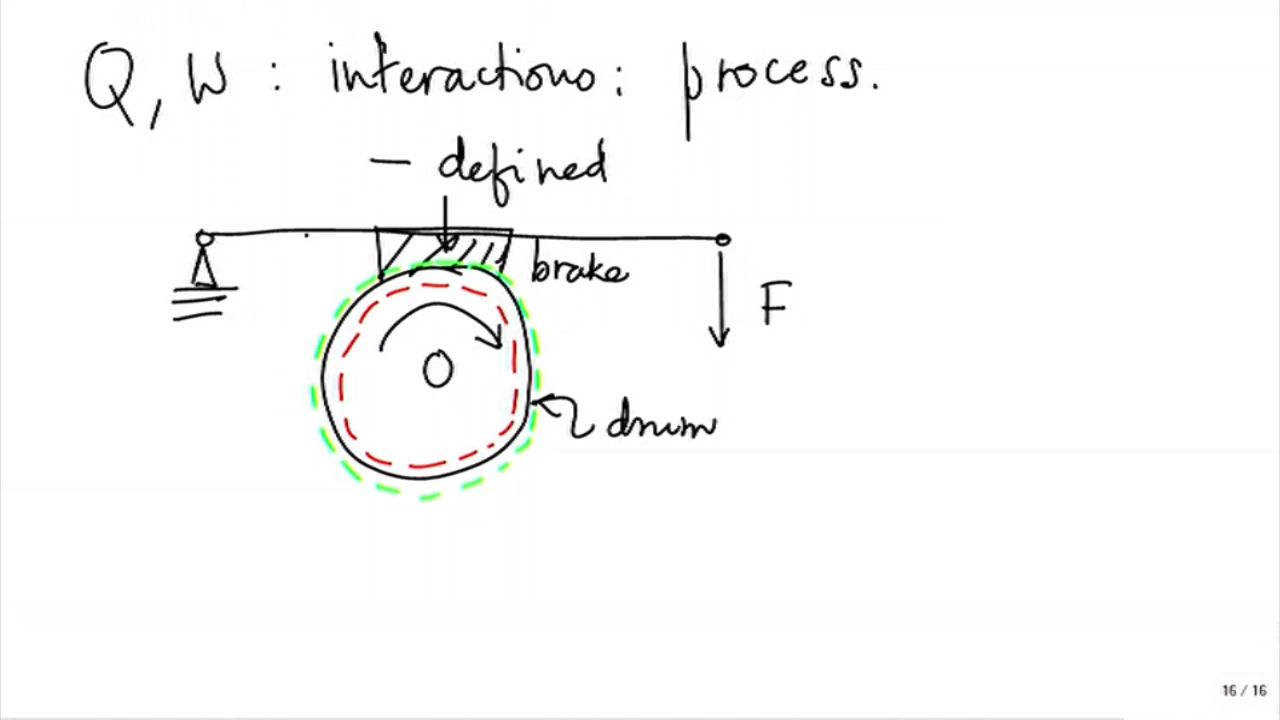 Q, W : interactions : process.
— defined
brake
F
O
drum
16 / 16